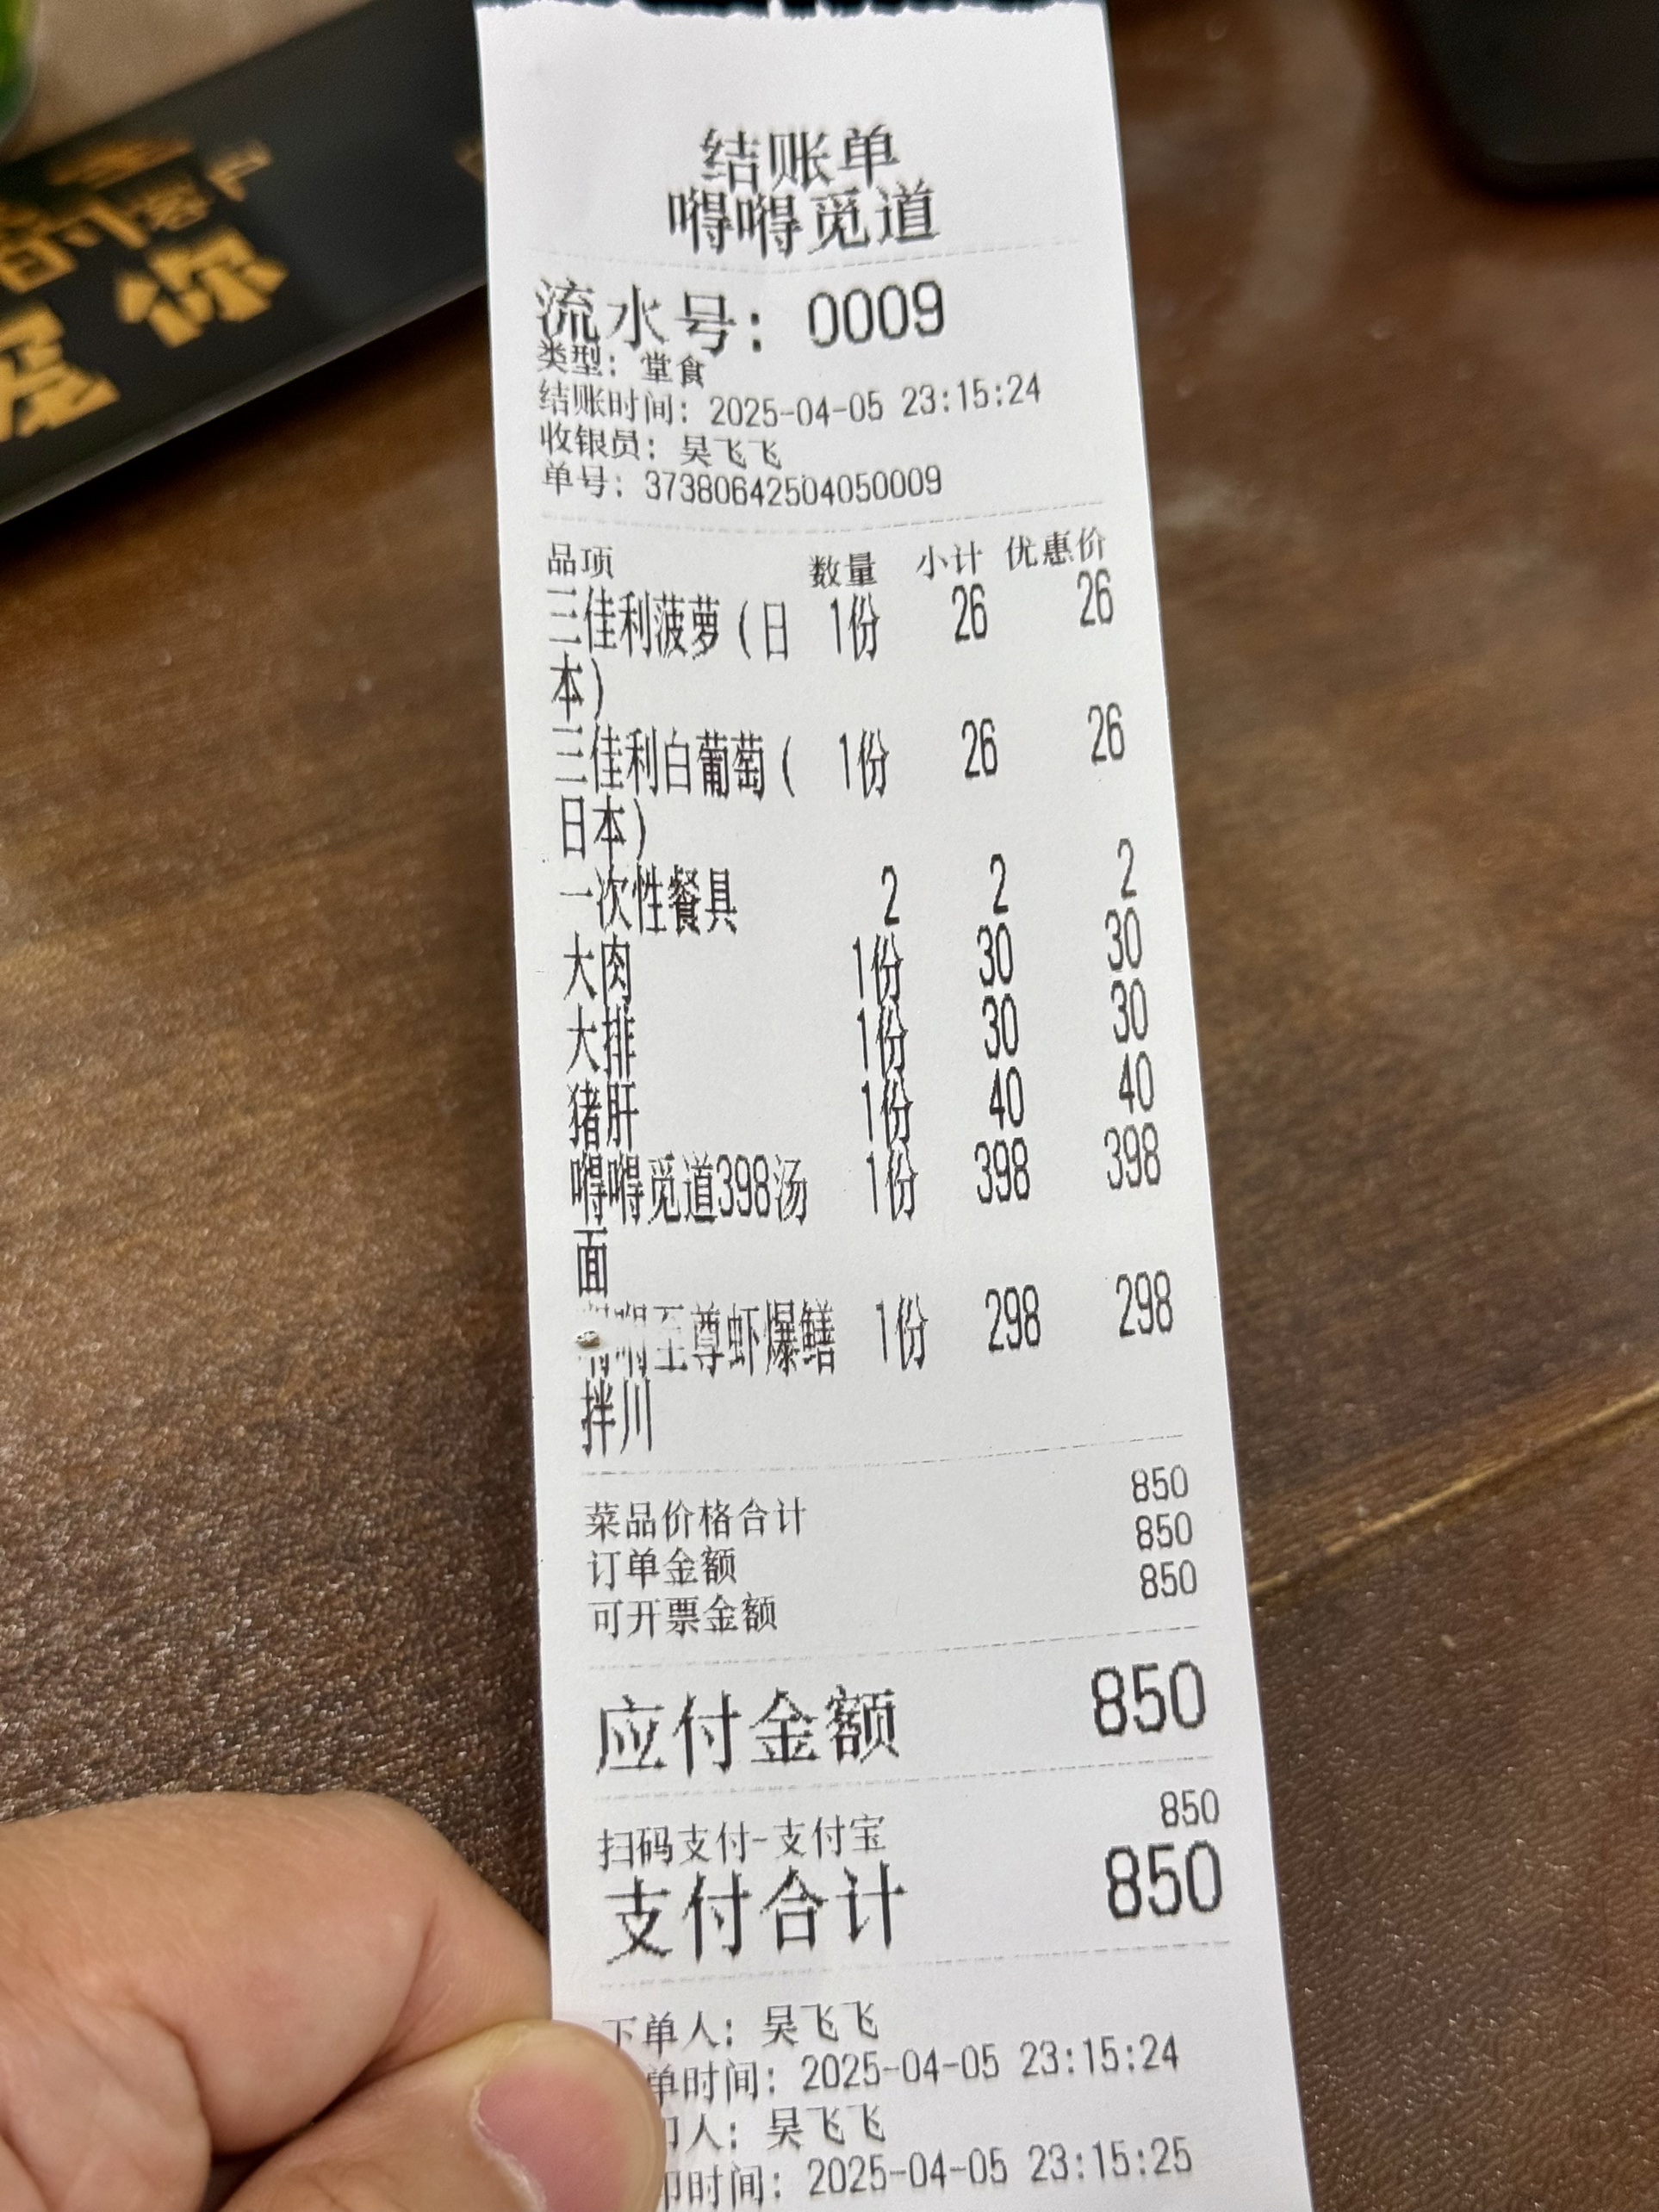 结账单
嘚嘚觅道
流水号: 0009
类型: 堂食
结账时间: 2025-04-05 23:15:24
收银员: 吴飞飞
单号: 37380642504050009
品项 数量 小计 优惠价
三佳利菠萝(日 1份 26 26
本)
三佳利白葡萄( 1份 26 26
日本)
一次性餐具 2 2 2
大肉 1份 30 30
大排 1份 30 30
猪肝 1份 40 40
嘚嘚觅道398汤 1份 398 398
面
至尊虾爆鳝 1份 298 298
拌川
菜品价格合计 850
订单金额 850
可开票金额 850
应付金额 850
扫码支付-支付宝 850
支付合计 850
下单人: 吴飞飞
单时间: 2025-04-05 23:15:24
人: 吴飞飞
印时间: 2025-04-05 23:15:25
你